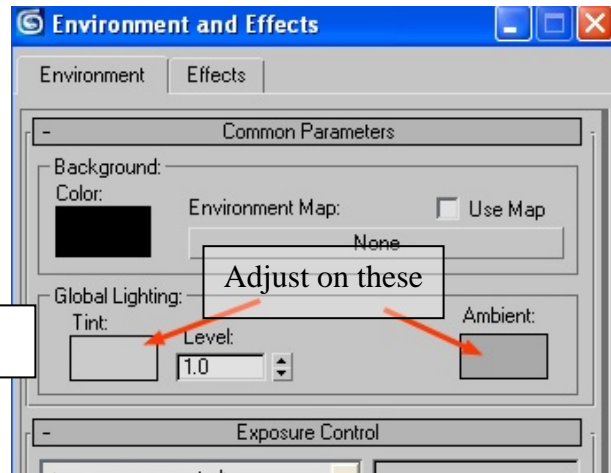 Environment and Effects
Environment
Effects
- Common Parameters
Background:
Color:
Environment Map:
Use Map
None
Adjust on these
Global Lighting:
Tint:
Level:
1.0
Ambient:
- Exposure Control